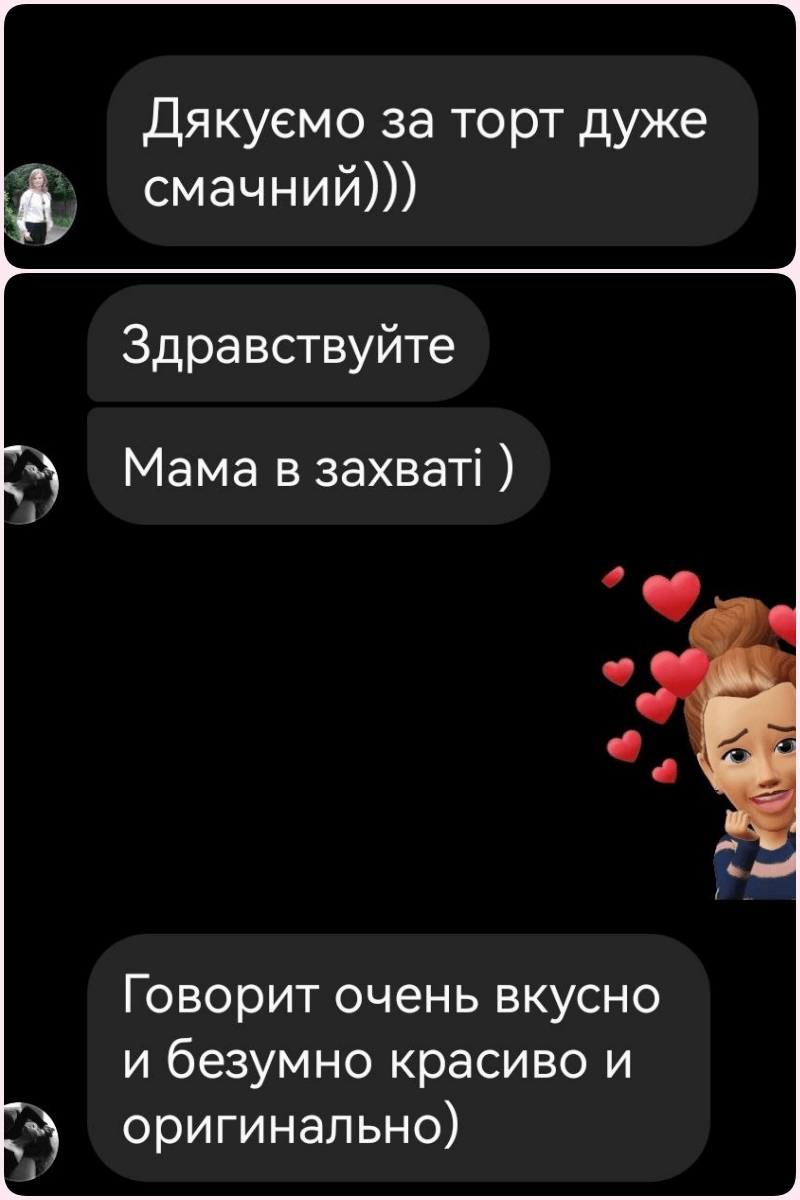 Дякуємо за торт дуже
смачний)))
Здравствуйте
Мама в захваті )
Говорит очень вкусно
и безумно красиво и
оригинально)